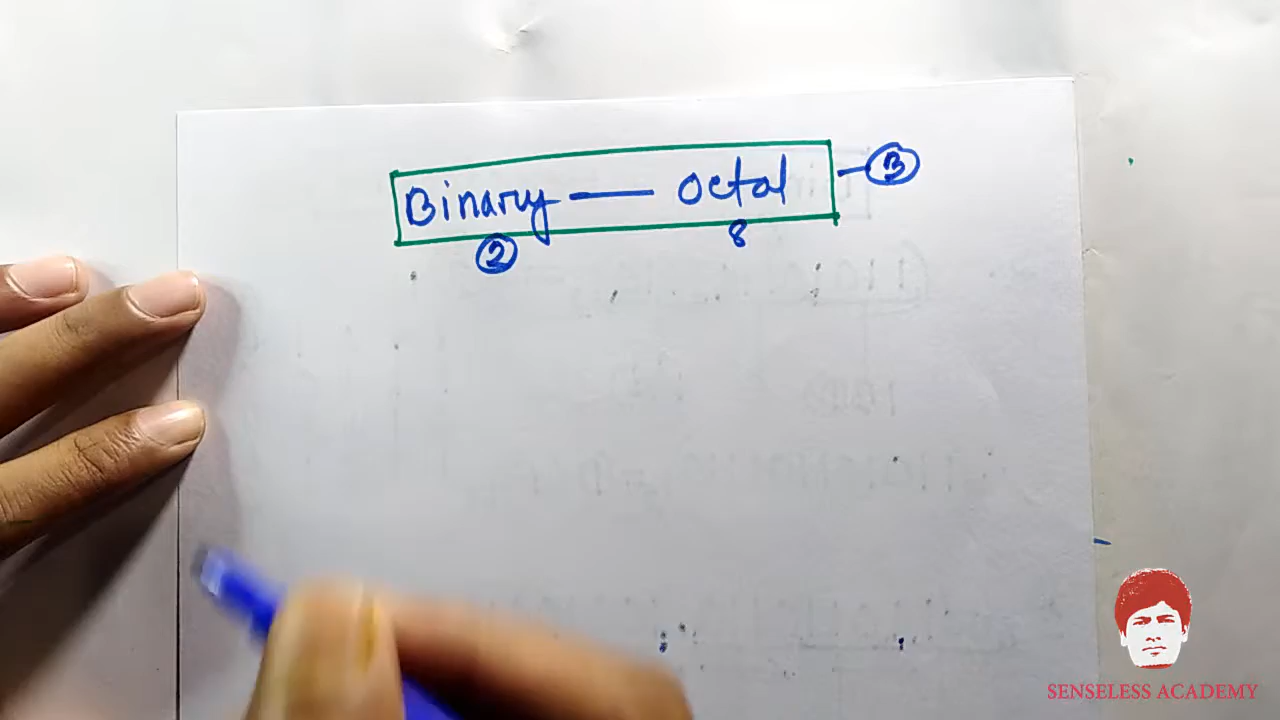 Binary — Octal — 3
2 8
SENSELESS ACADEMY